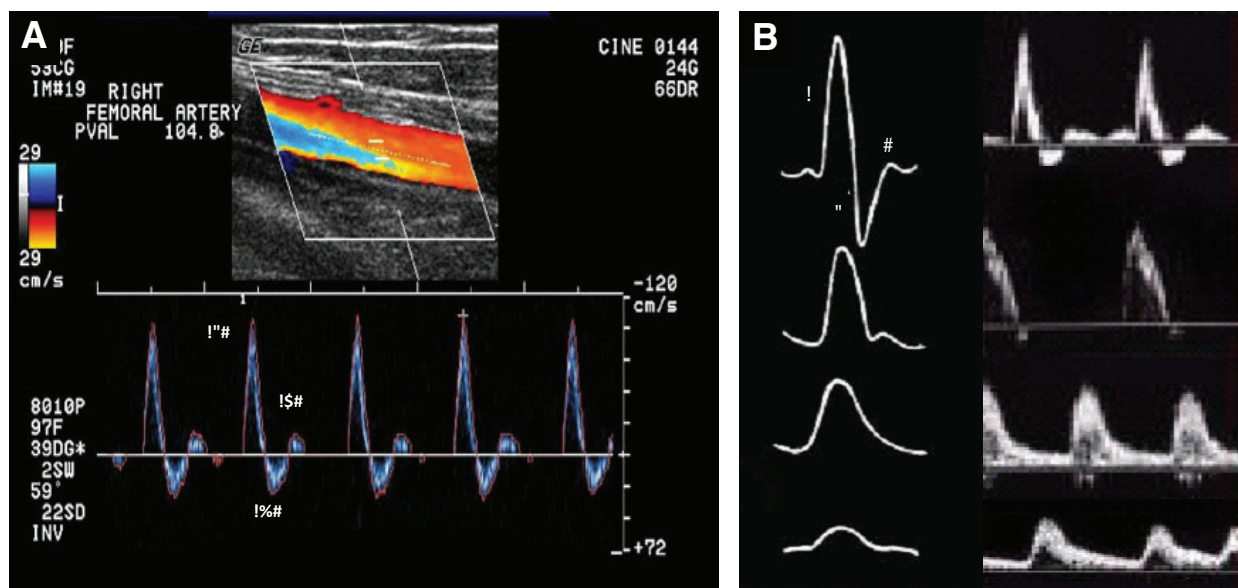 A
53CG
IM#19
RIGHT
FEMORAL ARTERY
PVAL 104.8
29
29
cm/s
GE
CINE 0144
24G
66DR
-120
cm/s
!"#
!$#
!%#
8010P
97F
39DG*
2SW
59°
22SD
INV
+72
B
!
#
"